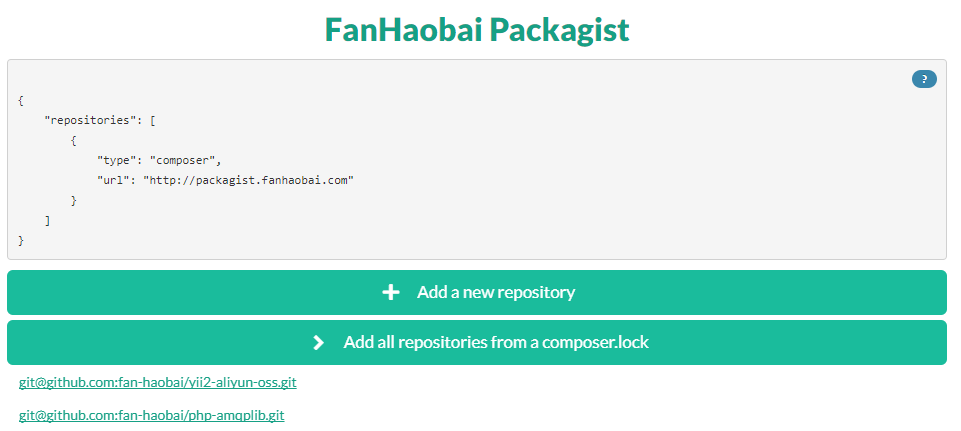 FanHaobai Packagist
?
{
    "repositories": [
        {
            "type": "composer",
            "url": "http://packagist.fanhaobai.com"
        }
    ]
}
Add a new repository
Add all repositories from a composer.lock
git@github.com:fan-haobai/yii2-aliyun-oss.git
git@github.com:fan-haobai/php-amqplib.git